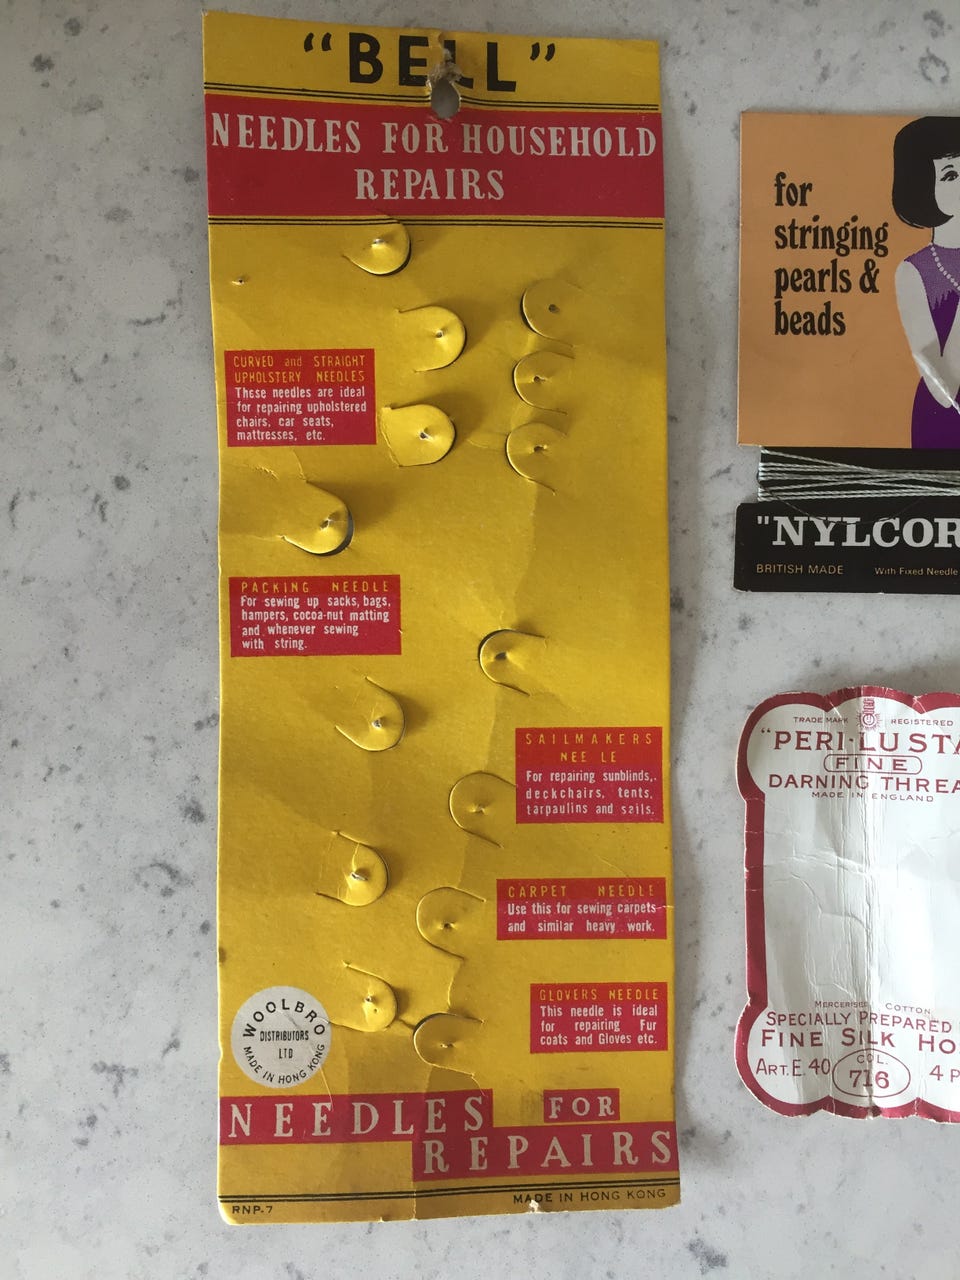 "BELL"
NEEDLES FOR HOUSEHOLD
REPAIRS
CURVED and STRAIGHT
UPHOLSTERY NEEDLES
These needles are ideal
for repairing upholstered
chairs, car seats,
mattresses, etc.
PACKING NEEDLE
For sewing up sacks, bags,
hampers, cocoa-nut matting
and whenever sewing
with string.
SAILMAKERS
NEE LE
For repairing sunblinds,
deckchairs, tents,
tarpaulins and sails.
CARPET NEEDLE
Use this for sewing carpets
and similar heavy work.
GLOVERS NEEDLE
This needle is ideal
for repairing Fur
coats and Gloves etc.
WOOLBRO
DISTRIBUTORS
LTD
MADE IN HONG KONG
NEEDLES FOR
REPAIRS
MADE IN HONG KONG
RNP-7
for
stringing
pearls &
beads
"NYLCOR
BRITISH MADE With Fixed Needle
TRADE MARK REGISTERED
"PERI-LUSTA
FINE
DARNING THREA
MADE IN ENGLAND
MERCERISED COTTON
SPECIALLY PREPARED
FINE SILK HO
ART. E. 40 COL. 4 P
716